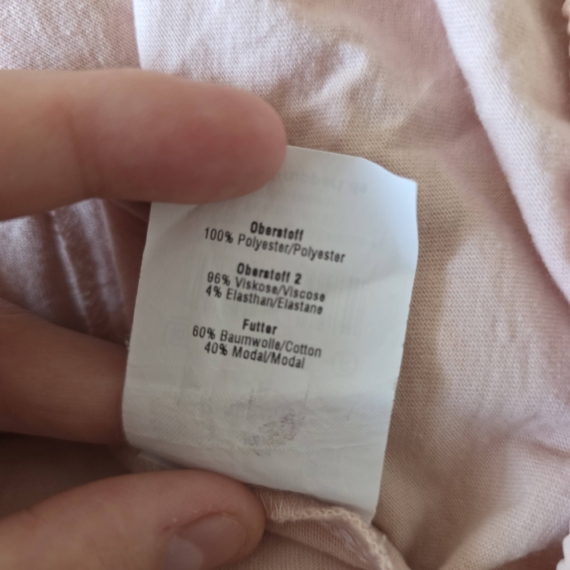 Oberstoff
100% Polyester/Polyester
Oberstoff 2
96% Viskose/Viscose
4% Elasthan/Elastane
Futter
60% Baumwolle/Cotton
40% Modal/Modal